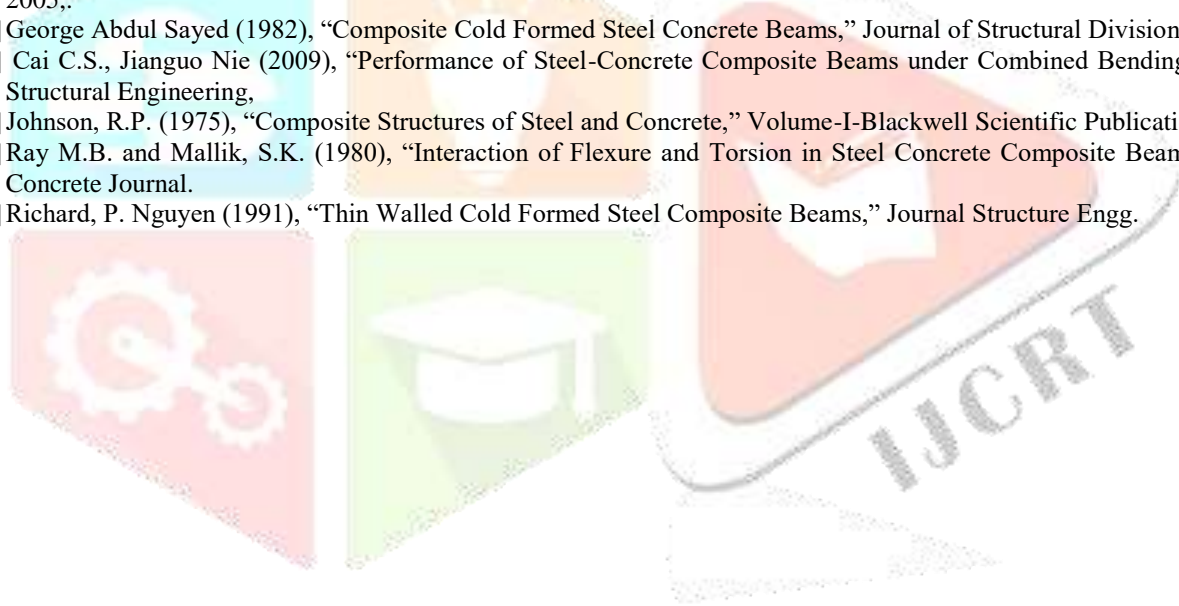 2005,.
George Abdul Sayed (1982), “Composite Cold Formed Steel Concrete Beams,” Journal of Structural Division
Cai C.S., Jianguo Nie (2009), “Performance of Steel-Concrete Composite Beams under Combined Bending
Structural Engineering,
Johnson, R.P. (1975), “Composite Structures of Steel and Concrete,” Volume-I-Blackwell Scientific Publicati
Ray M.B. and Mallik, S.K. (1980), “Interaction of Flexure and Torsion in Steel Concrete Composite Beam
Concrete Journal.
Richard, P. Nguyen (1991), “Thin Walled Cold Formed Steel Composite Beams,” Journal Structure Engg.
IJCRT